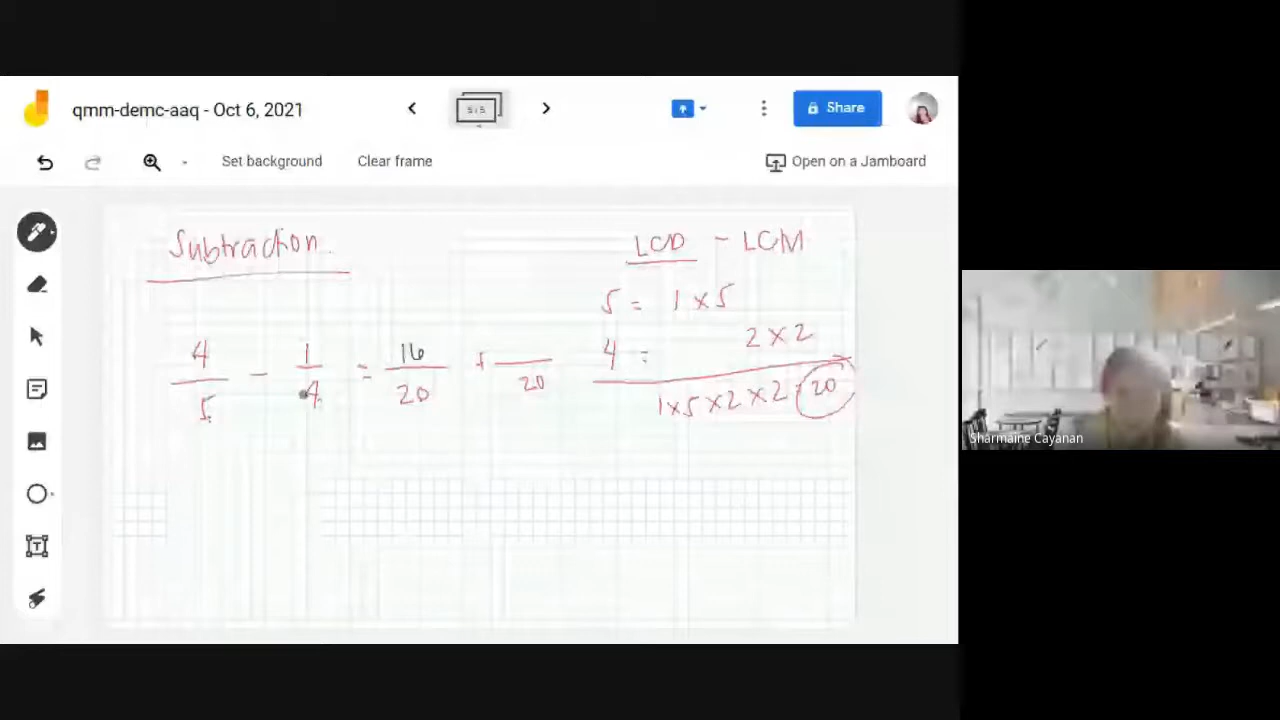 qmm-demc-aaq - Oct 6, 2021
Share
Set background
Clear frame
Open on a Jamboard
Subtraction
LCD - LCM
5 = 1 x 5
4 = 2 x 2
1 x 5 x 2 x 2 = 20
4/5 - 1/4 = 16/20 + /20
Sharmaine Cayanan